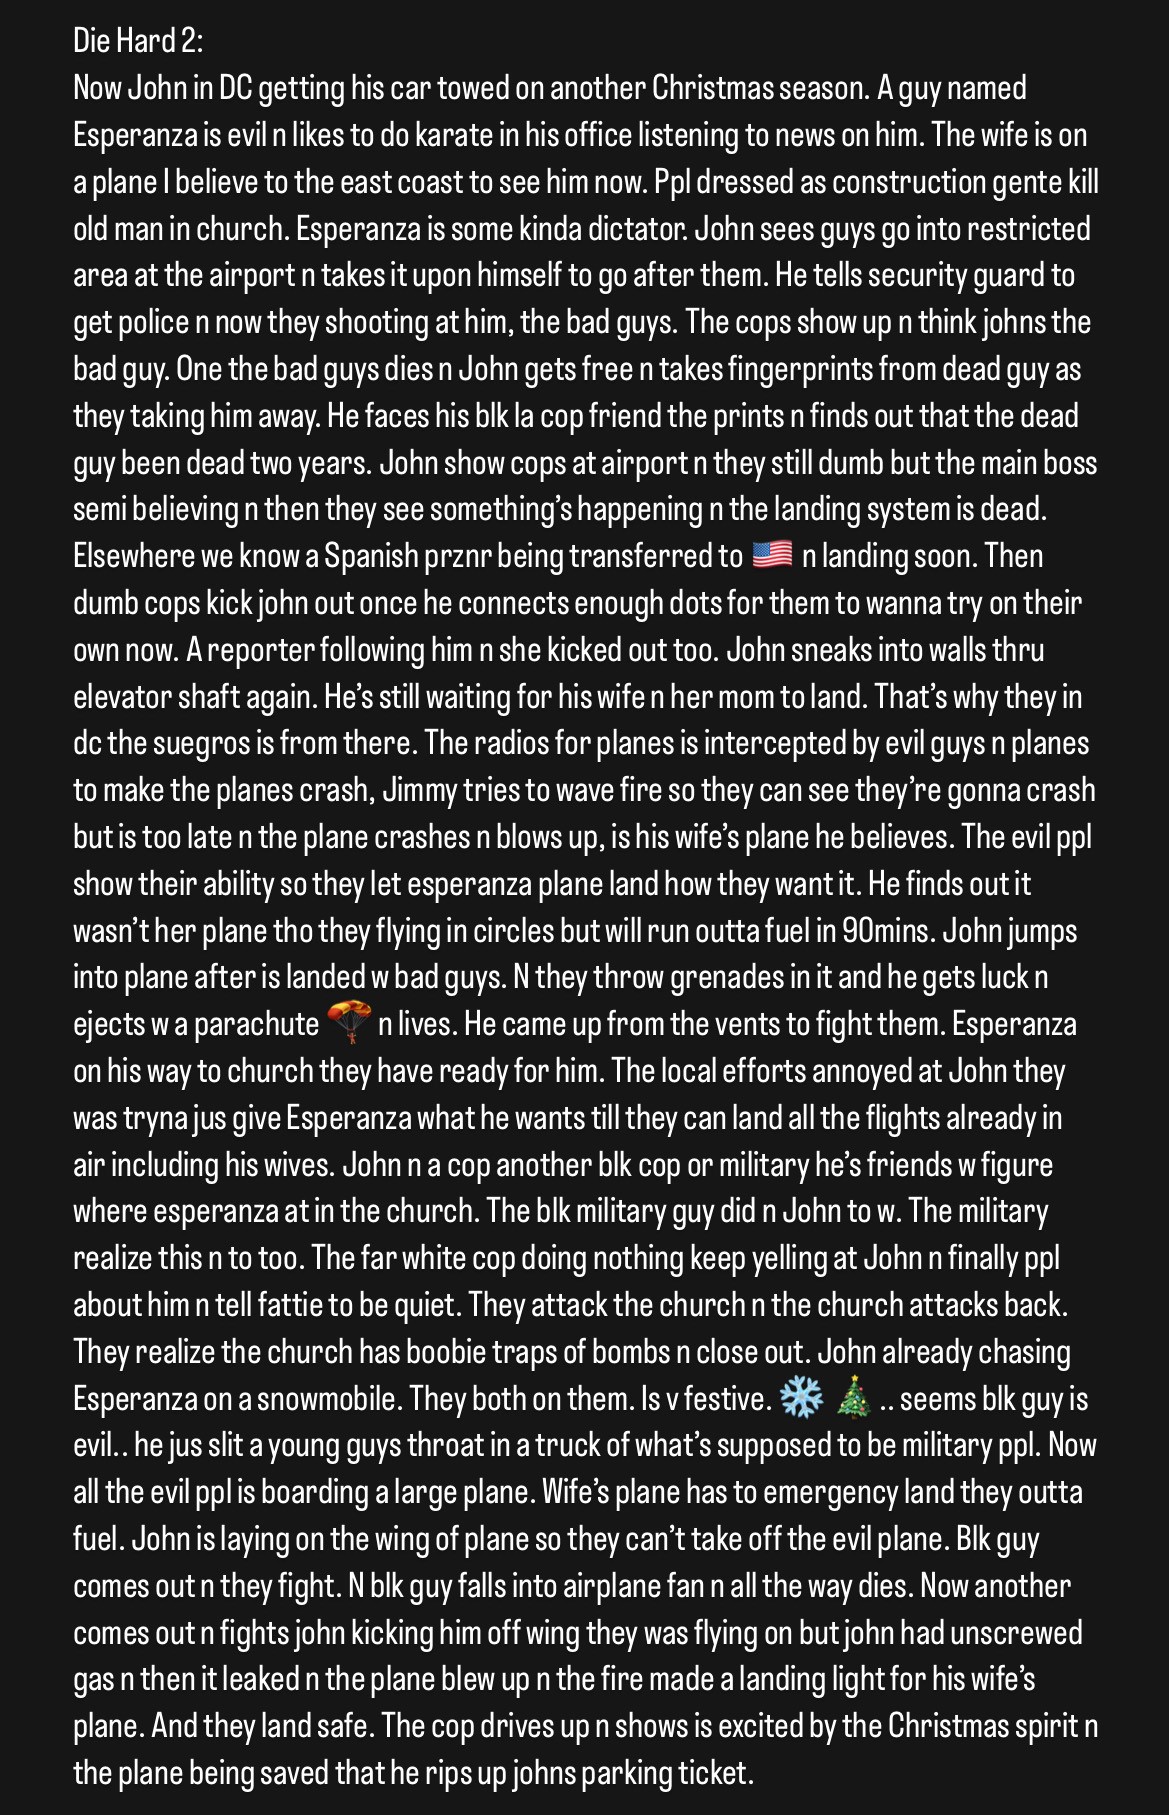 Die Hard 2:
Now John in DC getting his car towed on another Christmas season. A guy named
Esperanza is evil n likes to do karate in his office listening to news on him. The wife is on
a plane I believe to the east coast to see him now. Ppl dressed as construction gente kill
old man in church. Esperanza is some kinda dictator. John sees guys go into restricted
area at the airport n takes it upon himself to go after them. He tells security guard to
get police n now they shooting at him, the bad guys. The cops show up n think johns the
bad guy. One the bad guys dies n John gets free n takes fingerprints from dead guy as
they taking him away. He faces his blk la cop friend the prints n finds out that the dead
guy been dead two years. John show cops at airport n they still dumb but the main boss
semi believing n then they see something’s happening n the landing system is dead.
Elsewhere we know a Spanish prznr being transferred to 🇺🇸 n landing soon. Then
dumb cops kick john out once he connects enough dots for them to wanna try on their
own now. A reporter following him n she kicked out too. John sneaks into walls thru
elevator shaft again. He’s still waiting for his wife n her mom to land. That’s why they in
dc the suegros is from there. The radios for planes is intercepted by evil guys n planes
to make the planes crash, Jimmy tries to wave fire so they can see they’re gonna crash
but is too late n the plane crashes n blows up, is his wife’s plane he believes. The evil ppl
show their ability so they let esperanza plane land how they want it. He finds out it
wasn’t her plane tho they flying in circles but will run outta fuel in 90mins. John jumps
into plane after is landed w bad guys. N they throw grenades in it and he gets luck n
ejects w a parachute 🪂 n lives. He came up from the vents to fight them. Esperanza
on his way to church they have ready for him. The local efforts annoyed at John they
was tryna jus give Esperanza what he wants till they can land all the flights already in
air including his wives. John n a cop another blk cop or military he’s friends w figure
where esperanza at in the church. The blk military guy did n John to w. The military
realize this n to too. The far white cop doing nothing keep yelling at John n finally ppl
about him n tell fattie to be quiet. They attack the church n the church attacks back.
They realize the church has boobie traps of bombs n close out. John already chasing
Esperanza on a snowmobile. They both on them. Is v festive. ❄️ 🎄 .. seems blk guy is
evil.. he jus slit a young guys throat in a truck of what’s supposed to be military ppl. Now
all the evil ppl is boarding a large plane. Wife’s plane has to emergency land they outta
fuel. John is laying on the wing of plane so they can’t take off the evil plane. Blk guy
comes out n they fight. N blk guy falls into airplane fan n all the way dies. Now another
comes out n fights john kicking him off wing they was flying on but john had unscrewed
gas n then it leaked n the plane blew up n the fire made a landing light for his wife’s
plane. And they land safe. The cop drives up n shows is excited by the Christmas spirit n
the plane being saved that he rips up johns parking ticket.